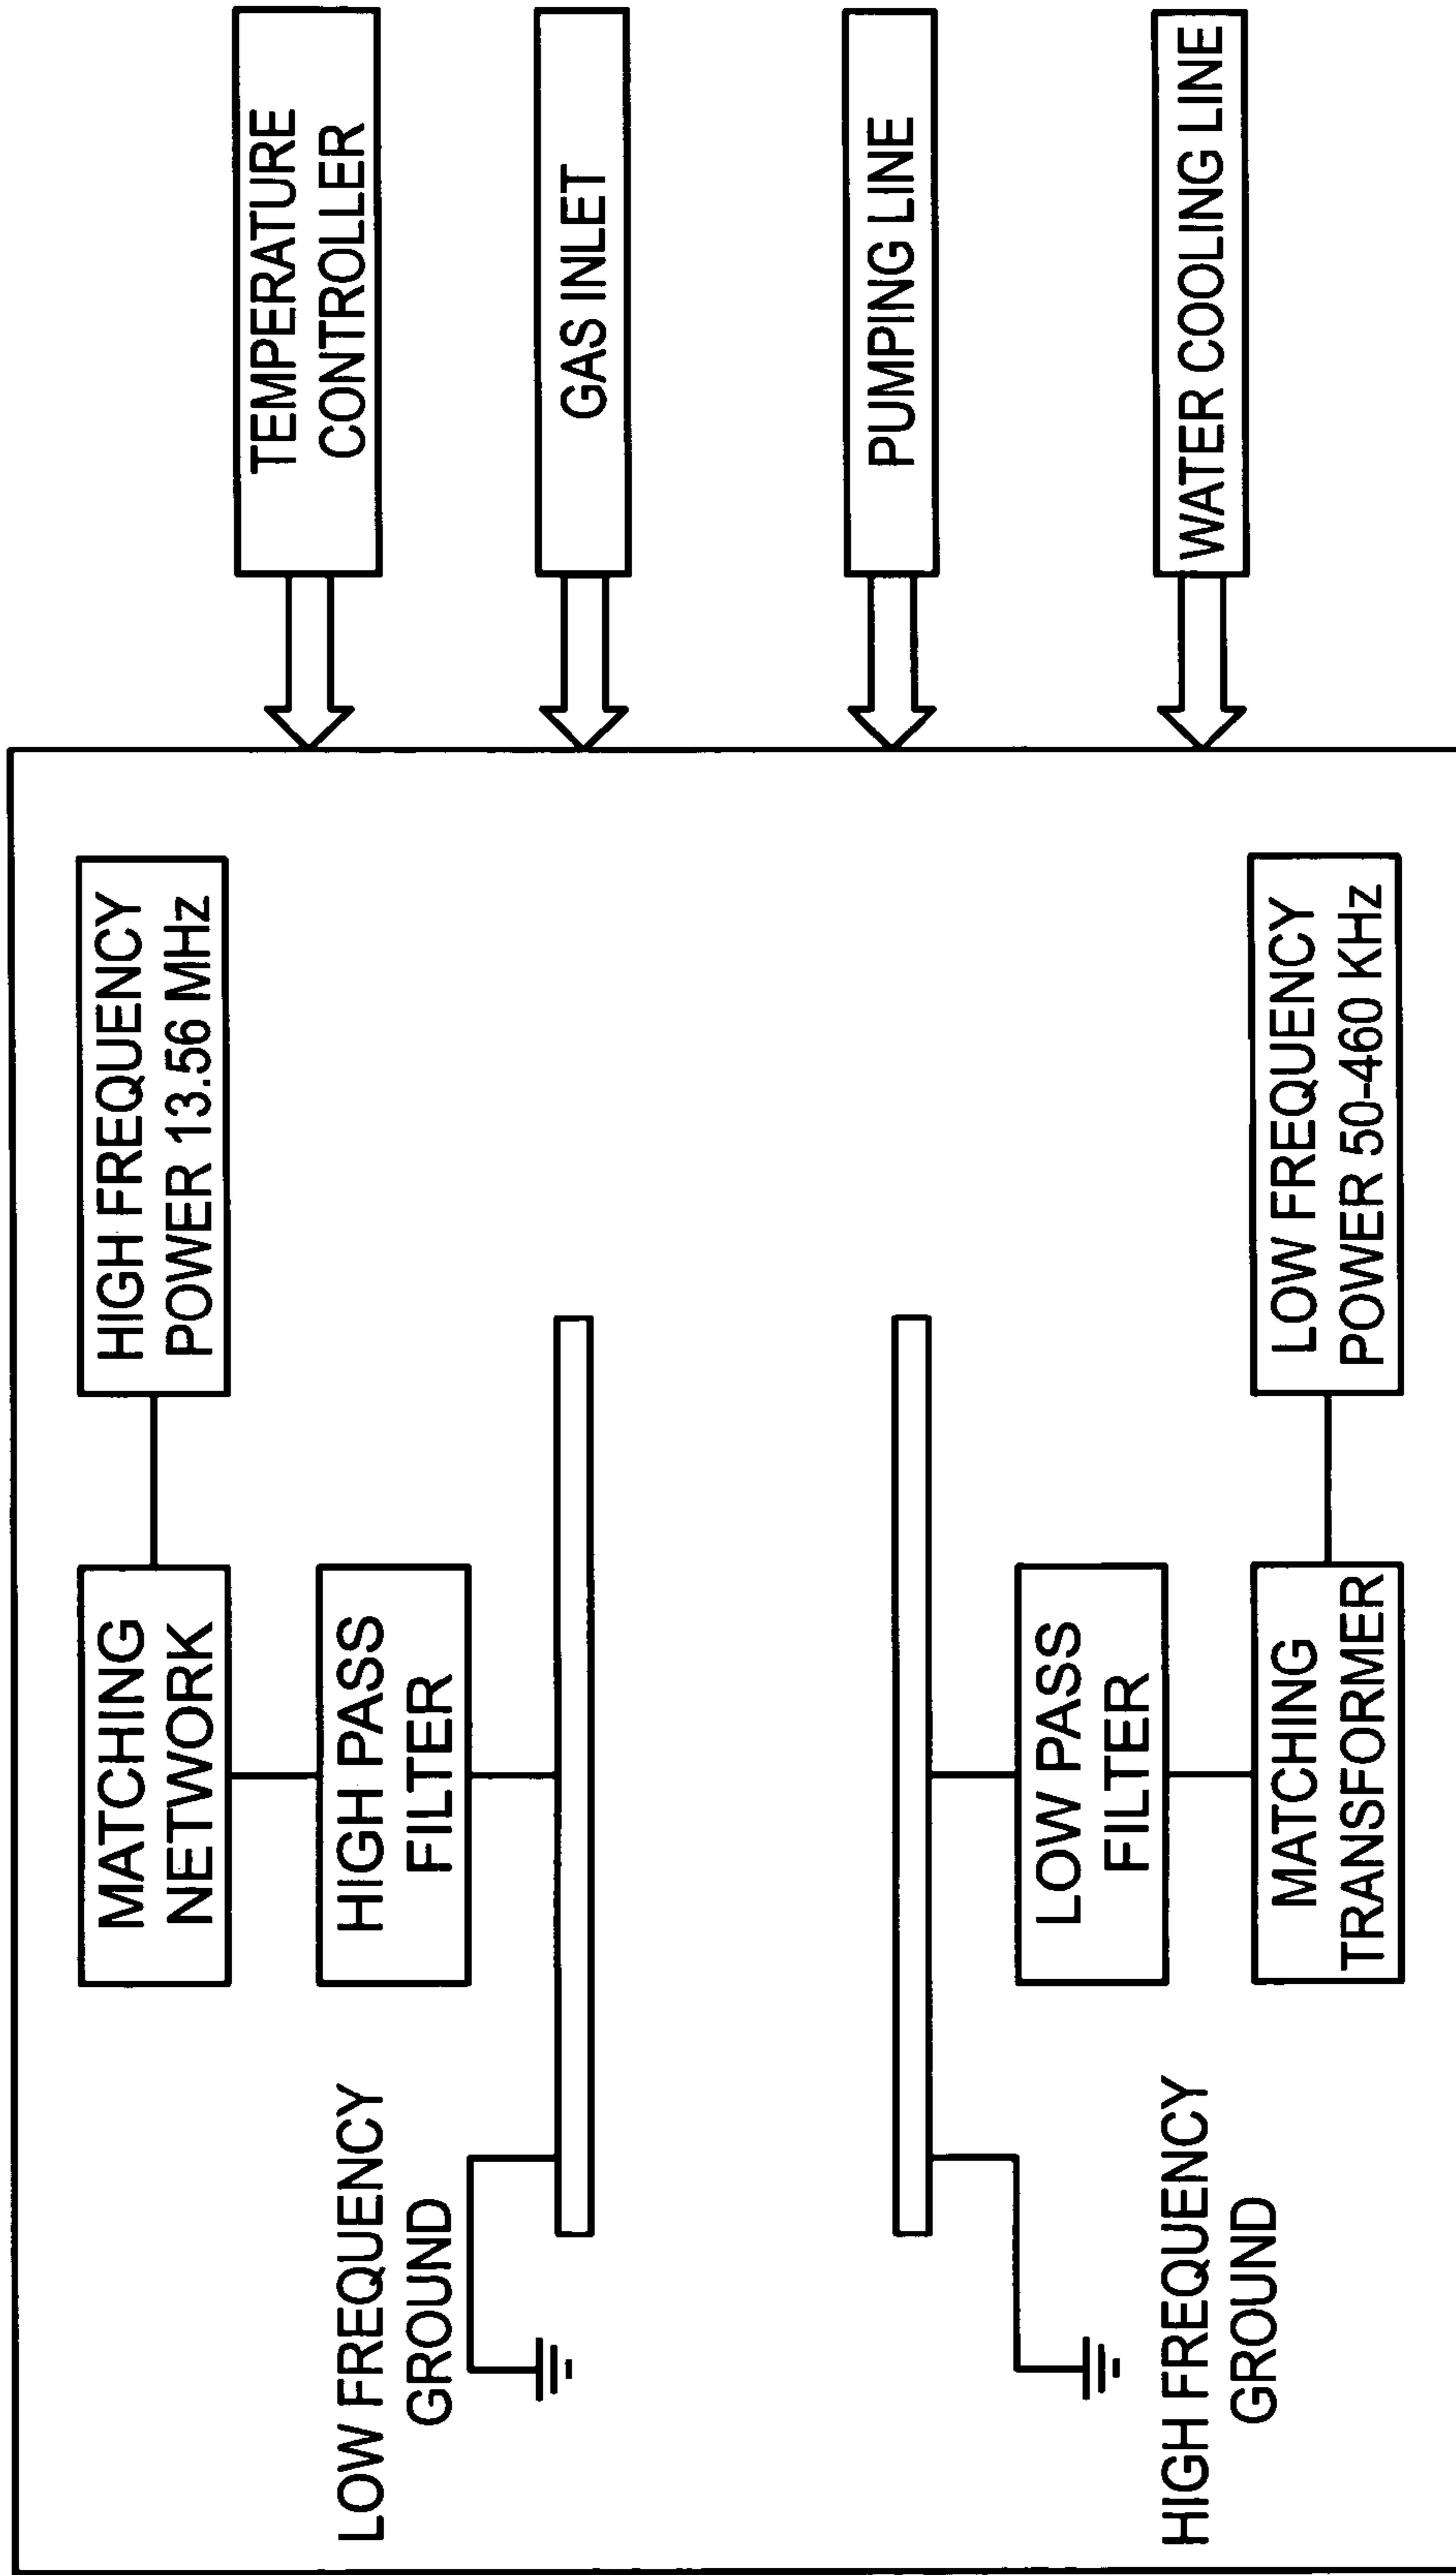 TEMPERATURE
CONTROLLER
GAS INLET
PUMPING LINE
WATER COOLING LINE
HIGH FREQUENCY
POWER 13.56 MHz
MATCHING
NETWORK
HIGH PASS
FILTER
LOW FREQUENCY
GROUND
LOW FREQUENCY
POWER 50-460 KHz
LOW PASS
FILTER
MATCHING
TRANSFORMER
HIGH FREQUENCY
GROUND